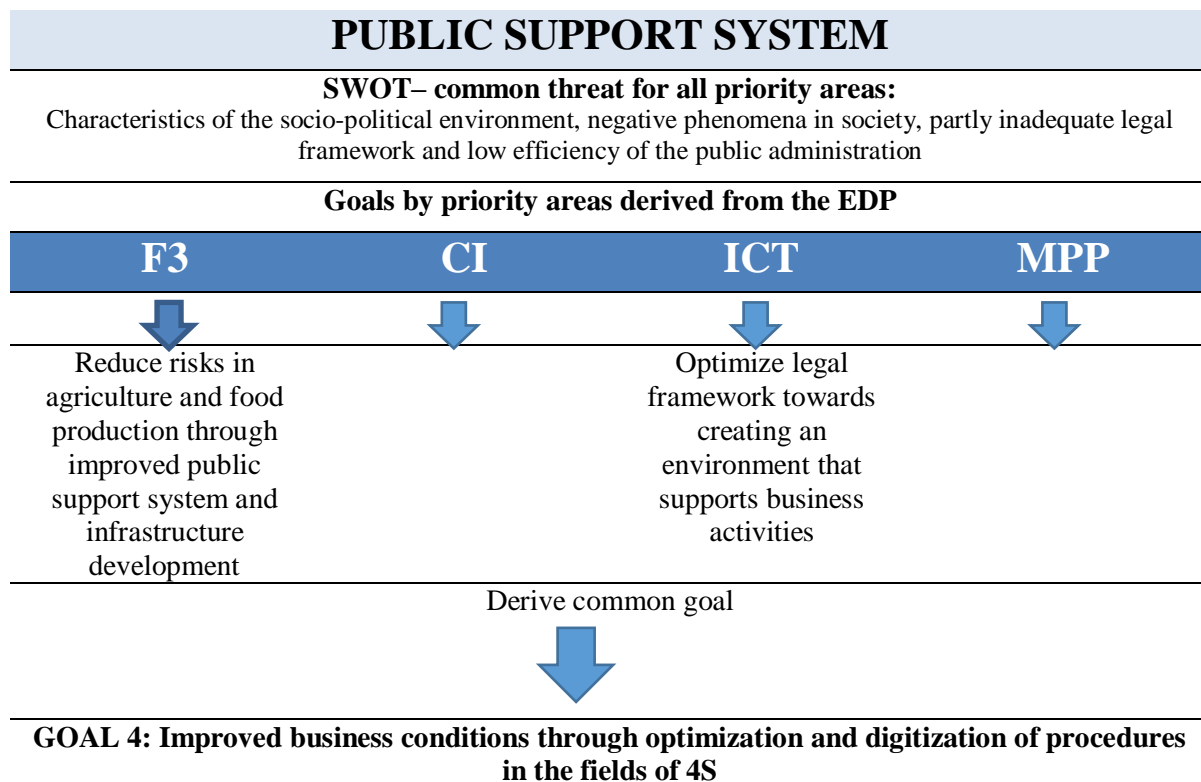 PUBLIC SUPPORT SYSTEM
SWOT– common threat for all priority areas:
Characteristics of the socio-political environment, negative phenomena in society, partly inadequate legal
framework and low efficiency of the public administration
Goals by priority areas derived from the EDP
F3 CI ICT MPP
Reduce risks in
agriculture and food
production through
improved public
support system and
infrastructure
development
Optimize legal
framework towards
creating an
environment that
supports business
activities
Derive common goal
GOAL 4: Improved business conditions through optimization and digitization of procedures
in the fields of 4S